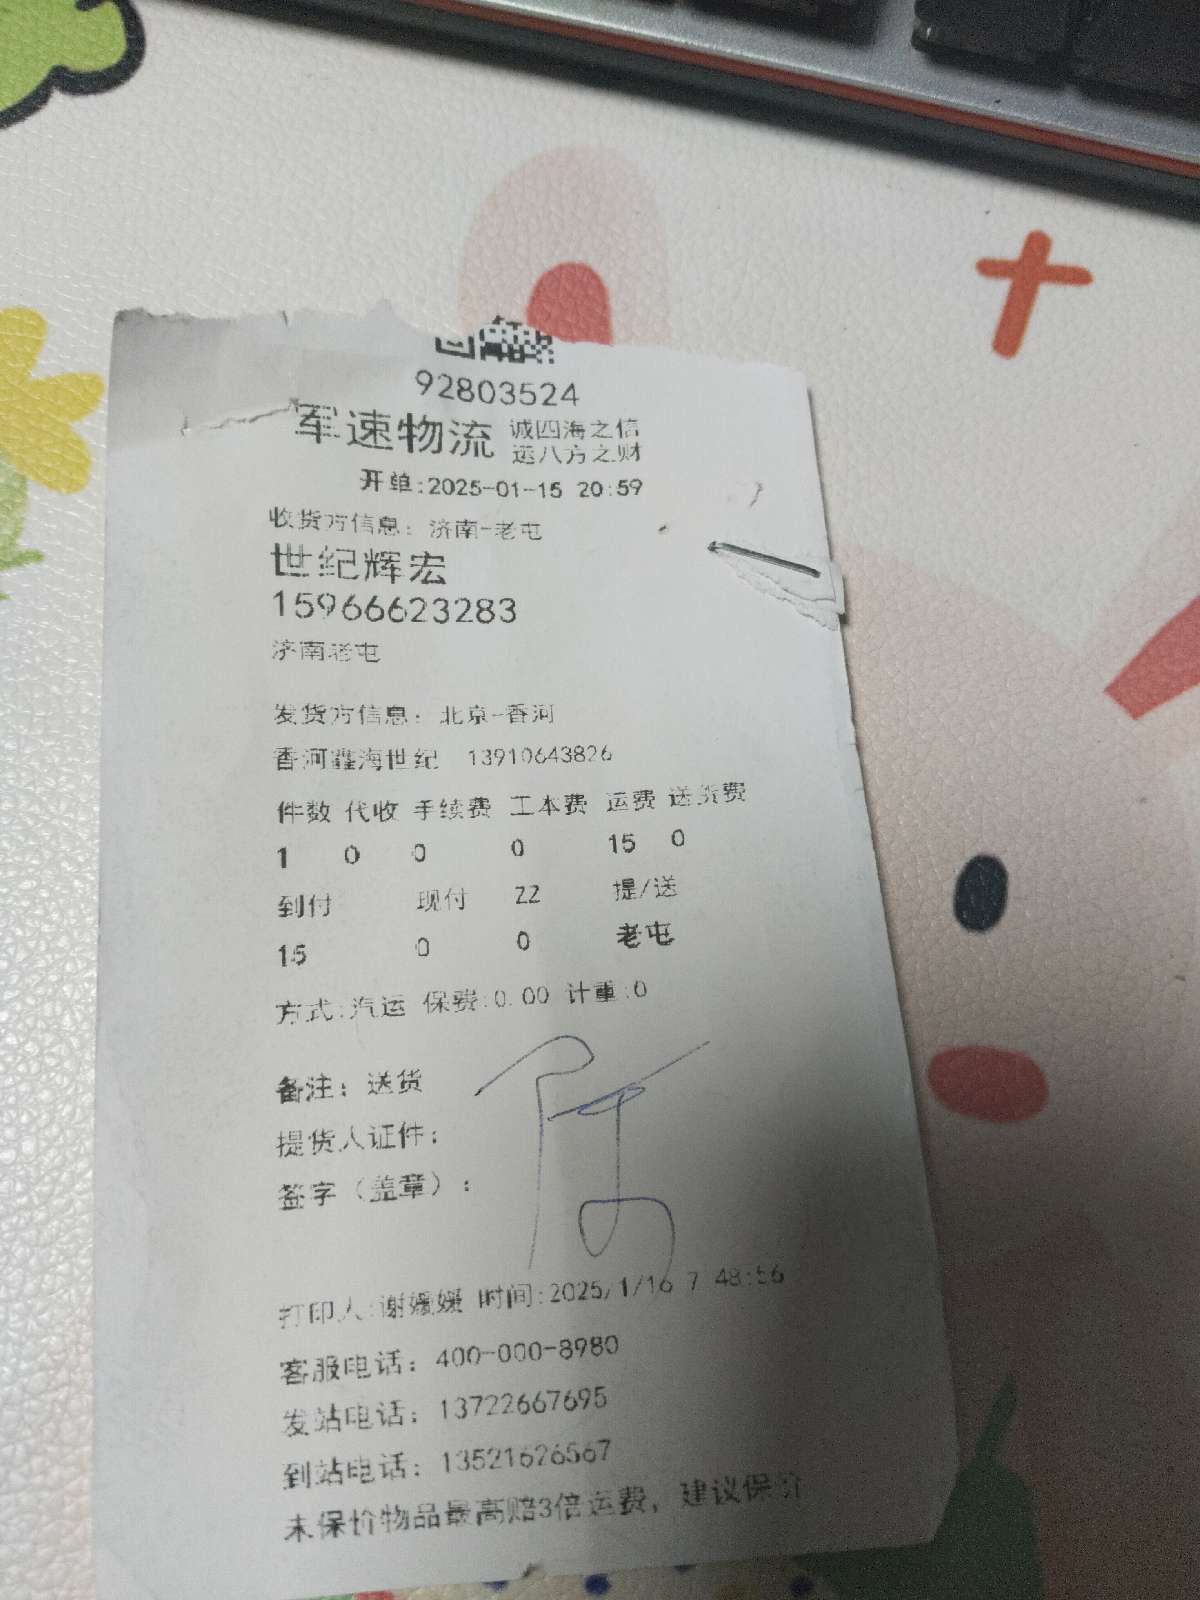 92803524
军速物流 诚四海之信
运八方之财
开单:2025-01-15 20:59
收货方信息: 济南-老屯
世纪辉宏
15966623283
济南老屯
发货方信息: 北京-香河
香河鑫海世纪 13910643826
件数 代收 手续费 工本费 运费 送货费
1 0 0 0 15 0
到付 现付 ZZ 提/送
15 0 0 老屯
方式:汽运 保费:0.00 计重:0
备注: 送货
提货人证件:
签字(盖章):
打印人:谢媛媛 时间:2025/1/16 7:48:56
客服电话: 400-000-8980
发站电话: 13722667695
到站电话: 13521626567
未保价物品最高赔3倍运费, 建议保价